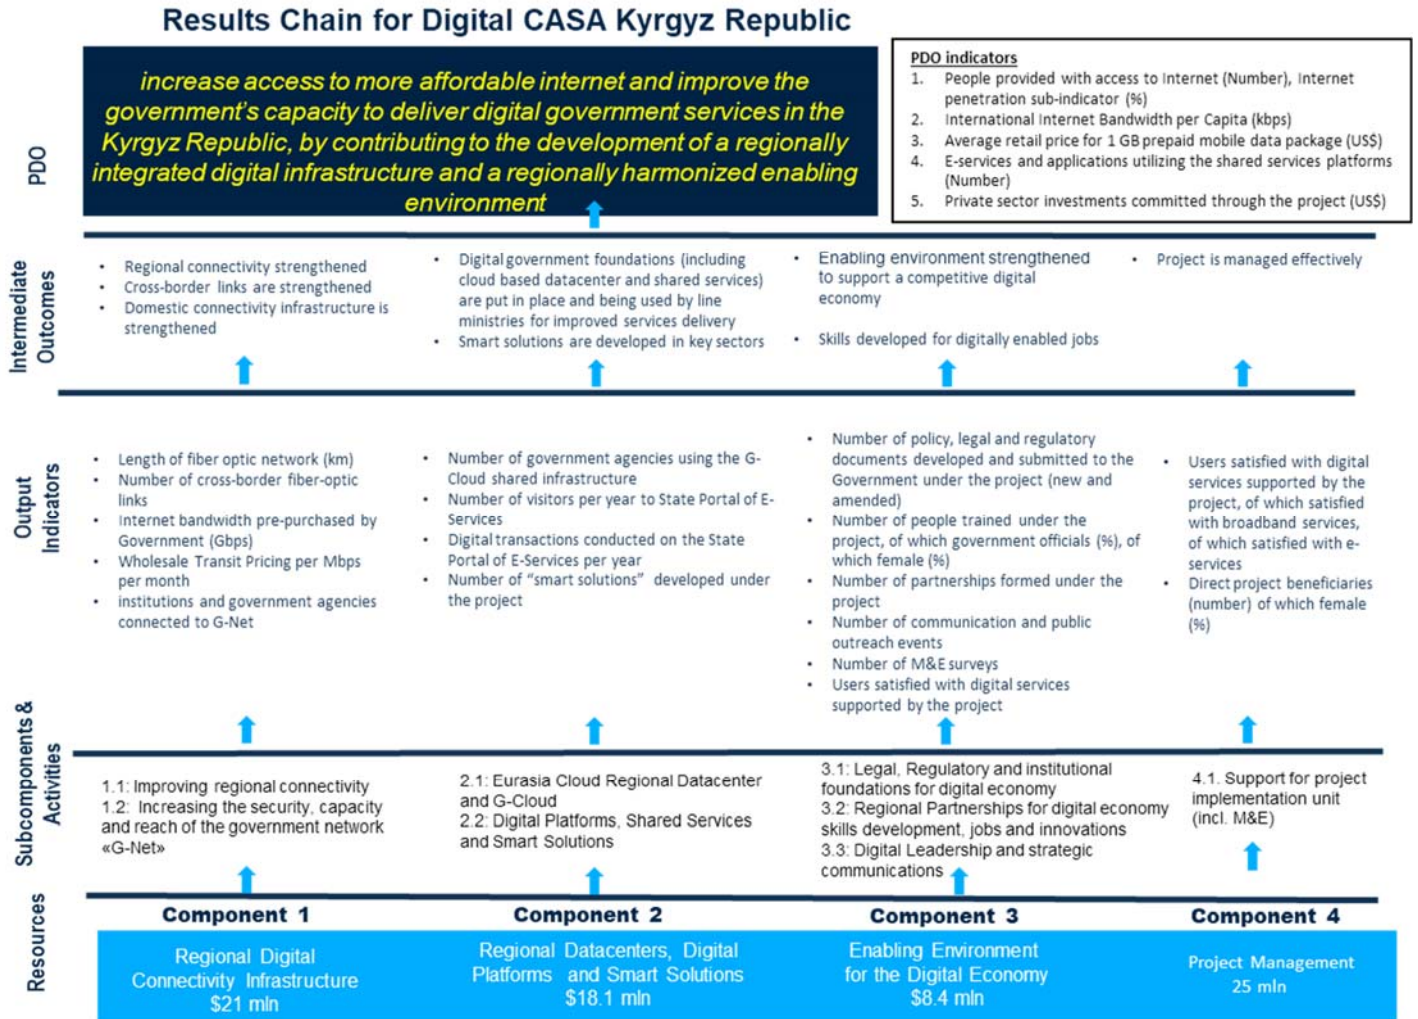 Results Chain for Digital CASA Kyrgyz Republic
PDO
increase access to more affordable internet and improve the
government's capacity to deliver digital government services in the
Kyrgyz Republic, by contributing to the development of a regionally
integrated digital infrastructure and a regionally harmonized enabling
environment
PDO indicators
1. People provided with access to Internet (Number), Internet
penetration sub-indicator (%)
2. International Internet Bandwidth per Capita (kbps)
3. Average retail price for 1 GB prepaid mobile data package (US$)
4. E-services and applications utilizing the shared services platforms
(Number)
5. Private sector investments committed through the project (US$)
Intermediate
Outcomes
• Regional connectivity strengthened
• Cross-border links are strengthened
• Domestic connectivity infrastructure is
strengthened
• Digital government foundations (including
cloud based datacenter and shared services)
are put in place and being used by line
ministries for improved services delivery
• Smart solutions are developed in key sectors
• Enabling environment strengthened
to support a competitive digital
economy
• Skills developed for digitally enabled jobs
• Project is managed effectively
Output
Indicators
• Length of fiber optic network (km)
• Number of cross-border fiber-optic
links
• Internet bandwidth pre-purchased by
Government (Gbps)
• Wholesale Transit Pricing per Mbps
per month
• institutions and government agencies
connected to G-Net
• Number of government agencies using the G-
Cloud shared infrastructure
• Number of visitors per year to State Portal of E-
Services
• Digital transactions conducted on the State
Portal of E-Services per year
• Number of "smart solutions" developed under
the project
• Number of policy, legal and regulatory
documents developed and submitted to the
Government under the project (new and
amended)
• Number of people trained under the
project, of which government officials (%), of
which female (%)
• Number of partnerships formed under the
project
• Number of communication and public
outreach events
• Number of M&E surveys
• Users satisfied with digital services
supported by the project
• Users satisfied with digital
services supported by the
project, of which satisfied
with broadband services,
of which satisfied with e-
services
• Direct project beneficiaries
(number) of which female
(%)
Subcomponents &
Activities
1.1: Improving regional connectivity
1.2: Increasing the security, capacity
and reach of the government network
«G-Net»
2.1: Eurasia Cloud Regional Datacenter
and G-Cloud
2.2: Digital Platforms, Shared Services
and Smart Solutions
3.1: Legal, Regulatory and institutional
foundations for digital economy
3.2: Regional Partnerships for digital economy
skills development, jobs and innovations
3.3: Digital Leadership and strategic
communications
4.1. Support for project
implementation unit
(incl. M&E)
Resources
Component 1
Regional Digital
Connectivity Infrastructure
$21 mln
Component 2
Regional Datacenters, Digital
Platforms and Smart Solutions
$18.1 mln
Component 3
Enabling Environment
for the Digital Economy
$8.4 mln
Component 4
Project Management
25 mln